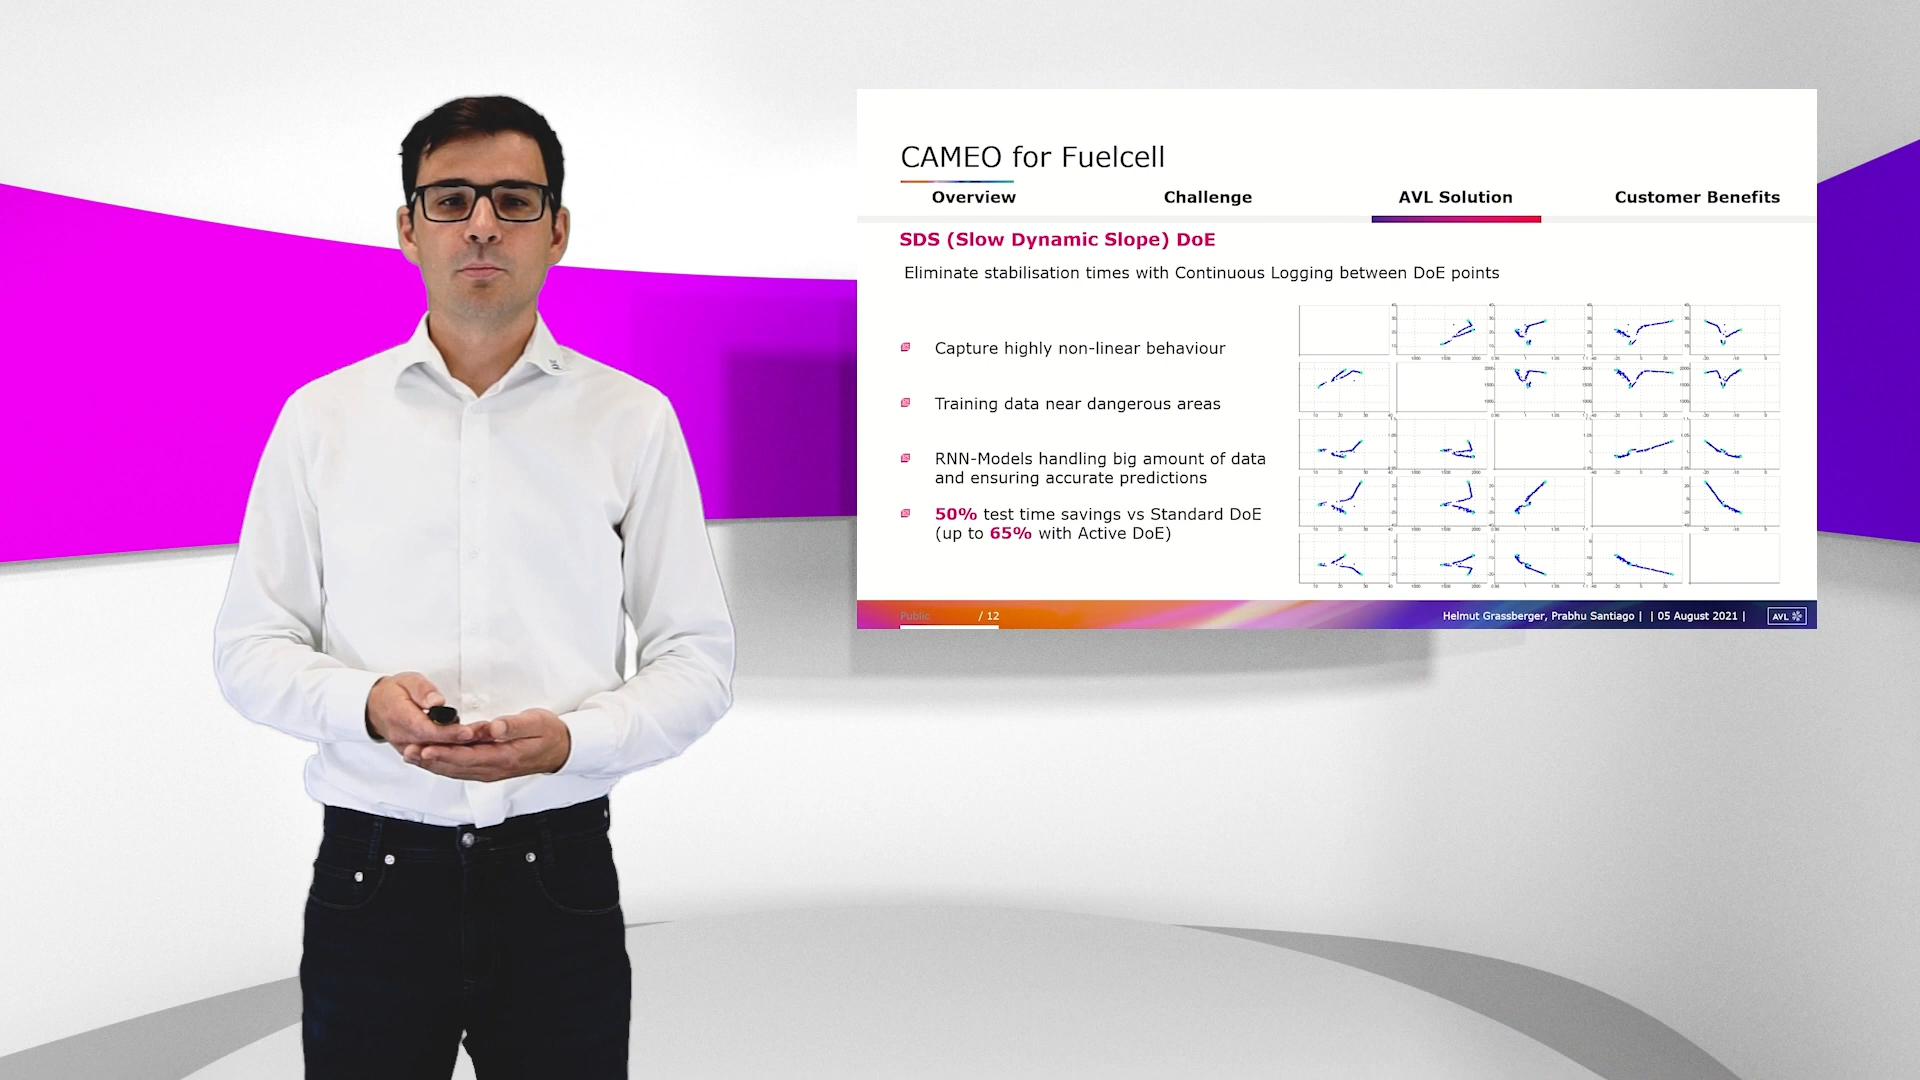 CAMEO for Fuelcell
Overview
Challenge
AVL Solution
Customer Benefits
SDS (Slow Dynamic Slope) DoE
Eliminate stabilisation times with Continuous Logging between DoE points
Capture highly non-linear behaviour
Training data near dangerous areas
RNN-Models handling big amount of data
and ensuring accurate predictions
50% test time savings vs Standard DoE
(up to 65% with Active DoE)
Public
/ 12
Helmut Grassberger, Prabhu Santiago | | 05 August 2021 |
AVL